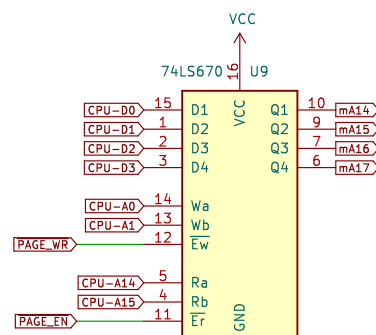 VCC
74LS670 U9
16
VCC
CPU-D0 15 D1 Q1 10 mA14
CPU-D1 1 D2 Q2 9 mA15
CPU-D2 2 D3 Q3 7 mA16
CPU-D3 3 D4 Q4 6 mA17
CPU-A0 14 Wa
CPU-A1 13 Wb
PAGE_WR 12 Ew
CPU-A14 5 Ra
CPU-A15 4 Rb
PAGE_EN 11 Er
GND